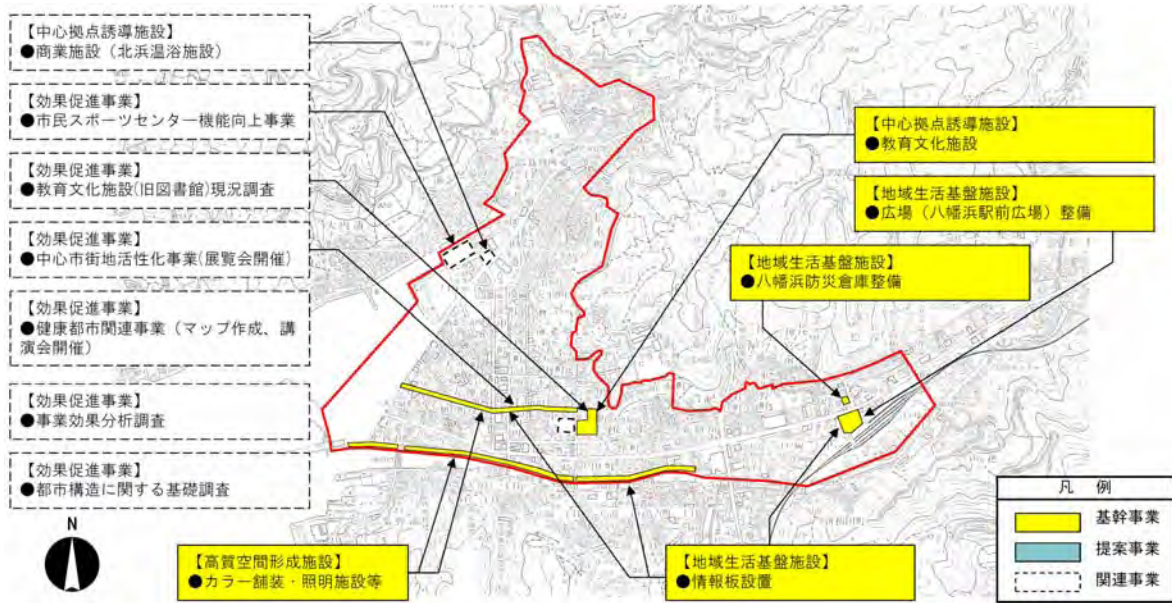 【中心拠点誘導施設】
●商業施設（北浜温浴施設）
【効果促進事業】
●市民スポーツセンター機能向上事業
【効果促進事業】
●教育文化施設(旧図書館)現況調査
【効果促進事業】
●中心市街地活性化事業(展覧会開催)
【効果促進事業】
●健康都市関連事業（マップ作成、講
演会開催）
【効果促進事業】
●事業効果分析調査
【効果促進事業】
●都市構造に関する基礎調査
N
【高質空間形成施設】
●カラー舗装・照明施設等
【中心拠点誘導施設】
●教育文化施設
【地域生活基盤施設】
●広場（八幡浜駅前広場）整備
【地域生活基盤施設】
●八幡浜防災倉庫整備
【地域生活基盤施設】
●情報板設置
凡　例
基幹事業
提案事業
関連事業